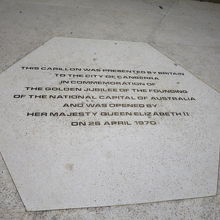 THIS CARILLON WAS PRESENTED BY BRITAIN
TO THE CITY OF CANBERRA
IN COMMEMORATION OF
THE GOLDEN JUBILEE OF THE FOUNDING
OF THE NATIONAL CAPITAL OF AUSTRALIA
AND WAS OPENED BY
HER MAJESTY QUEEN ELIZABETH II
ON 26 APRIL 1970